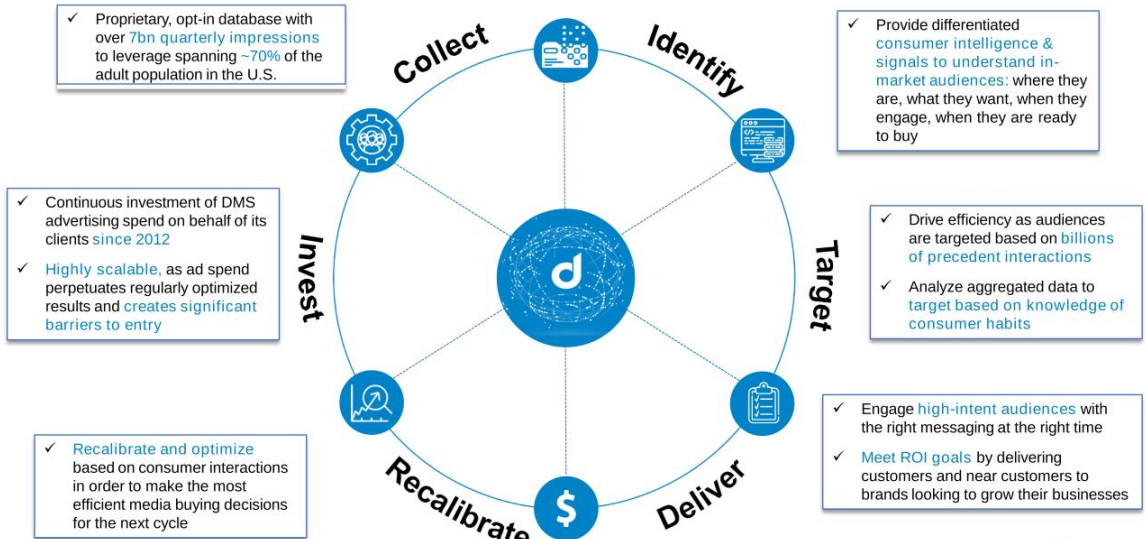 Collect
Proprietary, opt-in database with
over 7bn quarterly impressions
to leverage spanning ~70% of the
adult population in the U.S.
Identify
Provide differentiated
consumer intelligence &
signals to understand in-
market audiences: where they
are, what they want, when they
engage, when they are ready
to buy
Target
Drive efficiency as audiences
are targeted based on billions
of precedent interactions
Analyze aggregated data to
target based on knowledge of
consumer habits
Deliver
Engage high-intent audiences with
the right messaging at the right time
Meet ROI goals by delivering
customers and near customers to
brands looking to grow their businesses
Recalibrate
Recalibrate and optimize
based on consumer interactions
in order to make the most
efficient media buying decisions
for the next cycle
Invest
Continuous investment of DMS
advertising spend on behalf of its
clients since 2012
Highly scalable, as ad spend
perpetuates regularly optimized
results and creates significant
barriers to entry
d
$